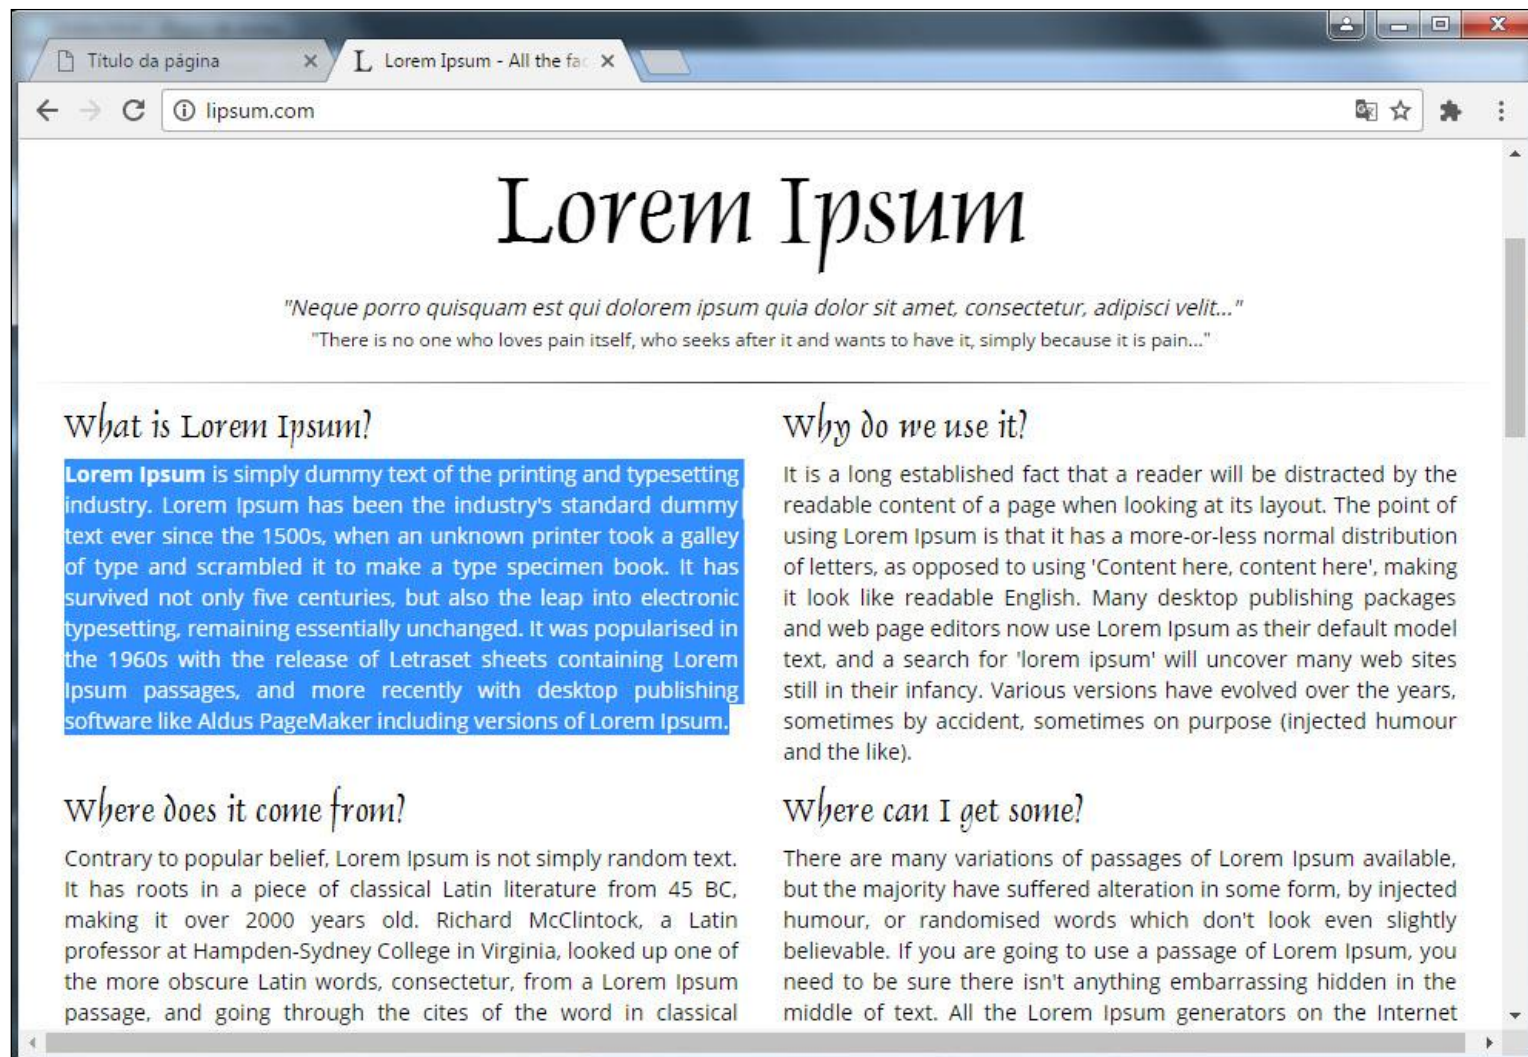 Título da página
L Lorem Ipsum - All the fac
lipsum.com
Lorem Ipsum
"Neque porro quisquam est qui dolorem ipsum quia dolor sit amet, consectetur, adipisci velit..."
"There is no one who loves pain itself, who seeks after it and wants to have it, simply because it is pain..."
What is Lorem Ipsum?
Lorem Ipsum is simply dummy text of the printing and typesetting
industry. Lorem Ipsum has been the industry's standard dummy
text ever since the 1500s, when an unknown printer took a galley
of type and scrambled it to make a type specimen book. It has
survived not only five centuries, but also the leap into electronic
typesetting, remaining essentially unchanged. It was popularised in
the 1960s with the release of Letraset sheets containing Lorem
Ipsum passages, and more recently with desktop publishing
software like Aldus PageMaker including versions of Lorem Ipsum.
Why do we use it?
It is a long established fact that a reader will be distracted by the
readable content of a page when looking at its layout. The point of
using Lorem Ipsum is that it has a more-or-less normal distribution
of letters, as opposed to using 'Content here, content here', making
it look like readable English. Many desktop publishing packages
and web page editors now use Lorem Ipsum as their default model
text, and a search for 'lorem ipsum' will uncover many web sites
still in their infancy. Various versions have evolved over the years,
sometimes by accident, sometimes on purpose (injected humour
and the like).
Where does it come from?
Contrary to popular belief, Lorem Ipsum is not simply random text.
It has roots in a piece of classical Latin literature from 45 BC,
making it over 2000 years old. Richard McClintock, a Latin
professor at Hampden-Sydney College in Virginia, looked up one of
the more obscure Latin words, consectetur, from a Lorem Ipsum
passage, and going through the cites of the word in classical
Where can I get some?
There are many variations of passages of Lorem Ipsum available,
but the majority have suffered alteration in some form, by injected
humour, or randomised words which don't look even slightly
believable. If you are going to use a passage of Lorem Ipsum, you
need to be sure there isn't anything embarrassing hidden in the
middle of text. All the Lorem Ipsum generators on the Internet